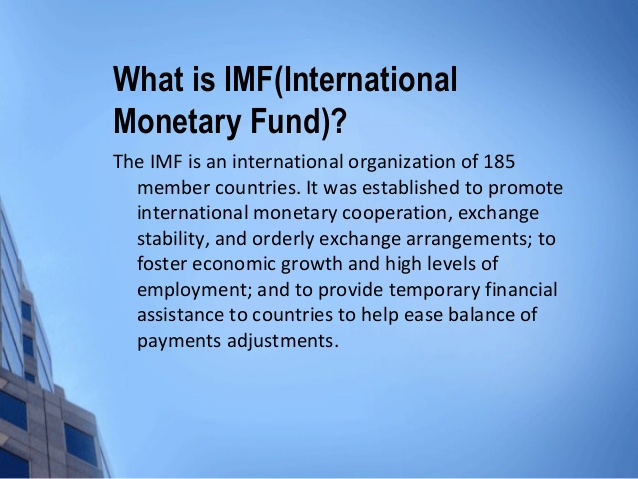 What is IMF(International
Monetary Fund)?
The IMF is an international organization of 185
member countries. It was established to promote
international monetary cooperation, exchange
stability, and orderly exchange arrangements; to
foster economic growth and high levels of
employment; and to provide temporary financial
assistance to countries to help ease balance of
payments adjustments.